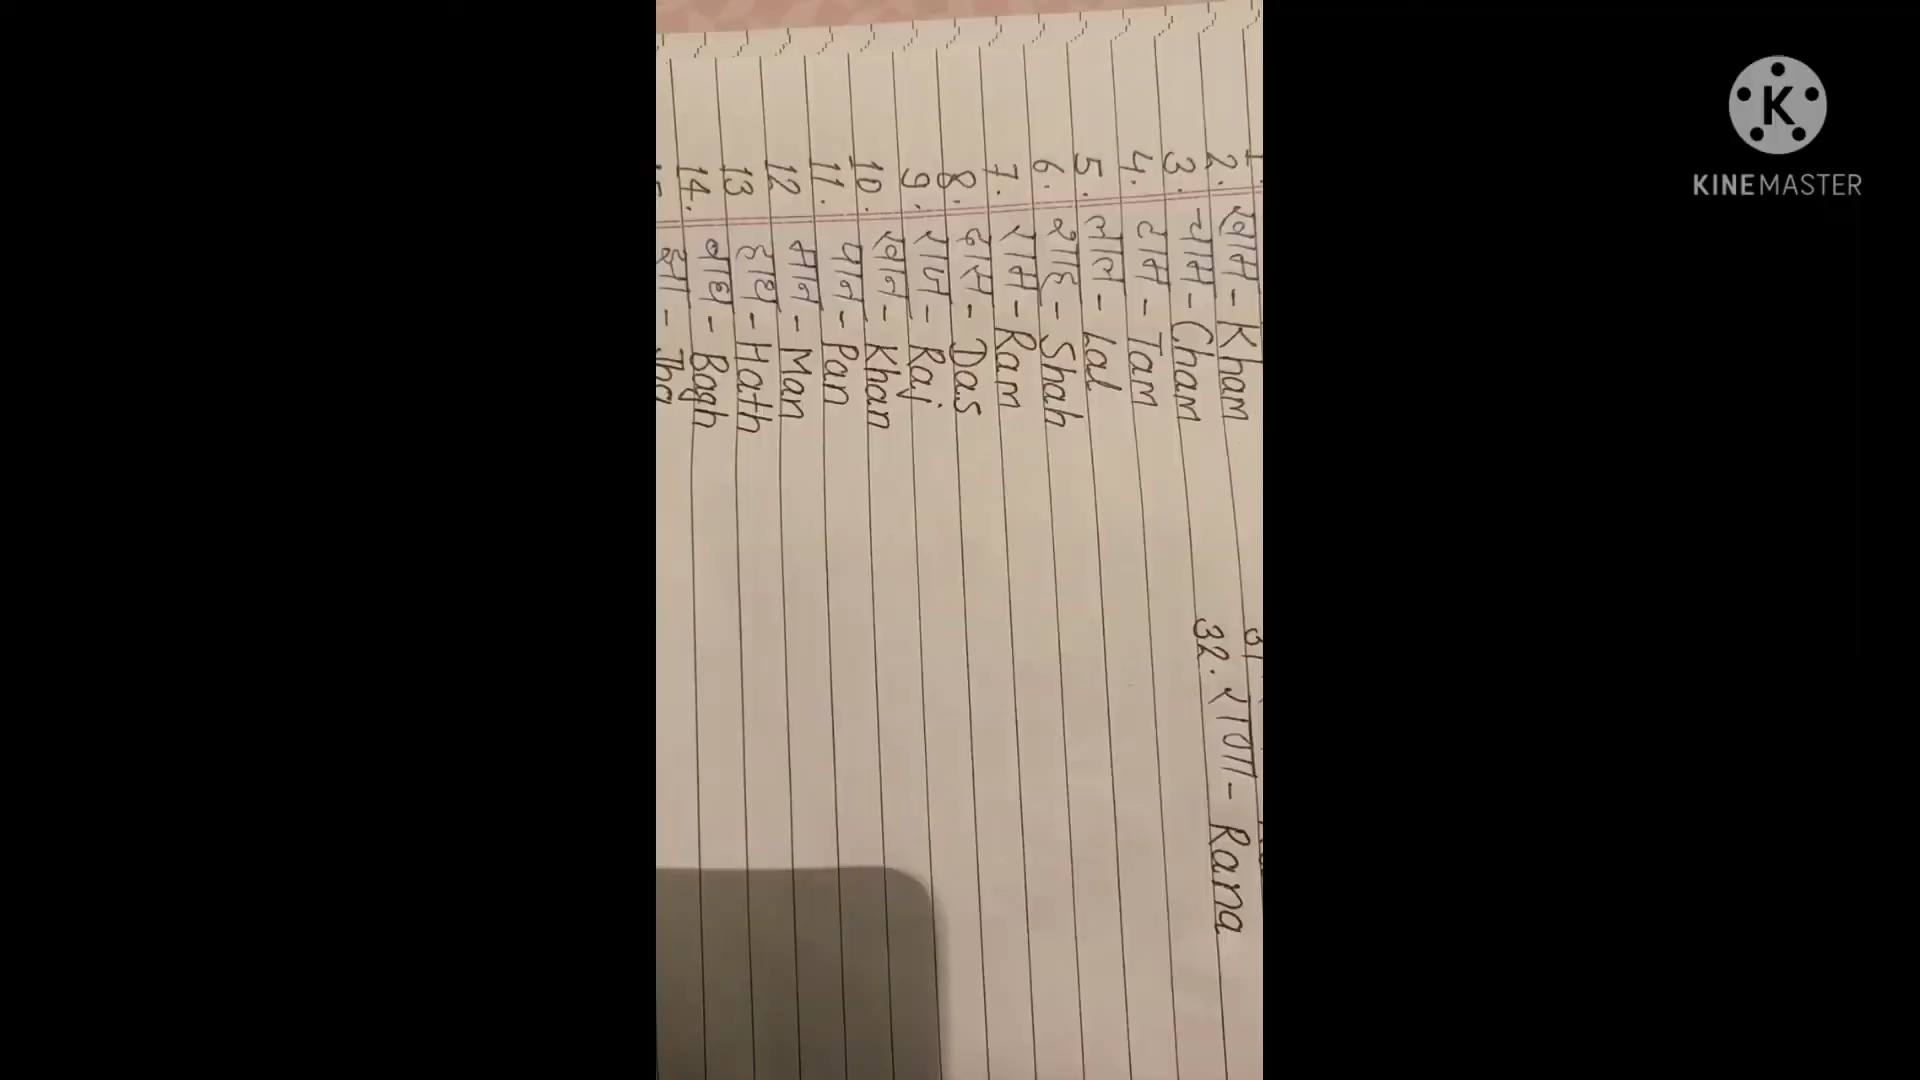 2. खाम - Kham
3. चाम - Cham
4. टाम - Tam
5. लाल - Lal
6. शाह - Shah
7. राम - Ram
8. दास - Das
9. राज - Raj
10. खान - Khan
11. पान - Pan
12 मान - Man
13 हाथ - Hath
14. बाघ - Bagh
31
32. राणा - Rana
KINEMASTER